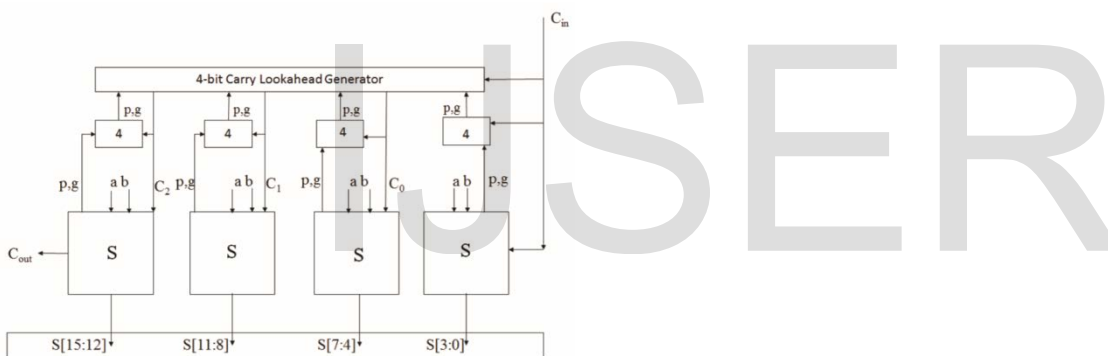 C_in
4-bit Carry Lookahead Generator
p,g p,g p,g p,g
4 4 4 4
p,g a b C_2 p,g a b C_1 p,g a b C_0 a b p,g
S S S S
C_out
S[15:12] S[11:8] S[7:4] S[3:0]
IJSER